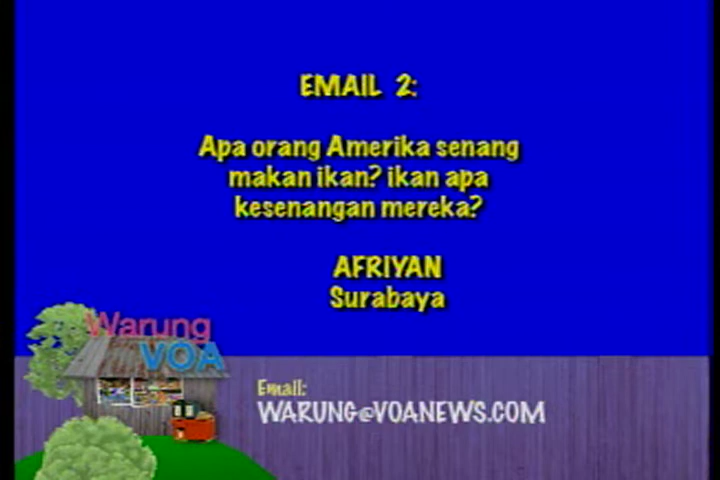 EMAIL 2:
Apa orang Amerika senang
makan ikan? ikan apa
kesenangan mereka?
AFRIYAN
Surabaya
Warung
VOA
Email:
WARUNG@VOANEWS.COM